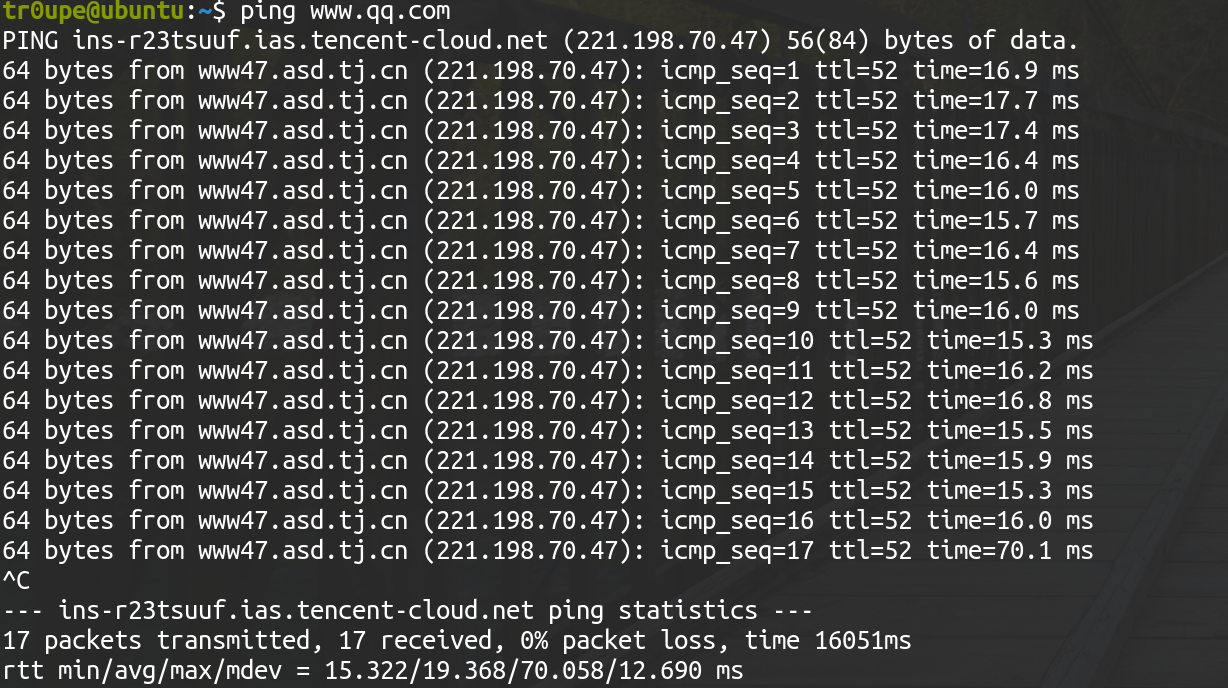 tr0upe@ubuntu:~$ ping www.qq.com
PING ins-r23tsuuf.ias.tencent-cloud.net (221.198.70.47) 56(84) bytes of data.
64 bytes from www47.asd.tj.cn (221.198.70.47): icmp_seq=1 ttl=52 time=16.9 ms
64 bytes from www47.asd.tj.cn (221.198.70.47): icmp_seq=2 ttl=52 time=17.7 ms
64 bytes from www47.asd.tj.cn (221.198.70.47): icmp_seq=3 ttl=52 time=17.4 ms
64 bytes from www47.asd.tj.cn (221.198.70.47): icmp_seq=4 ttl=52 time=16.4 ms
64 bytes from www47.asd.tj.cn (221.198.70.47): icmp_seq=5 ttl=52 time=16.0 ms
64 bytes from www47.asd.tj.cn (221.198.70.47): icmp_seq=6 ttl=52 time=15.7 ms
64 bytes from www47.asd.tj.cn (221.198.70.47): icmp_seq=7 ttl=52 time=16.4 ms
64 bytes from www47.asd.tj.cn (221.198.70.47): icmp_seq=8 ttl=52 time=15.6 ms
64 bytes from www47.asd.tj.cn (221.198.70.47): icmp_seq=9 ttl=52 time=16.0 ms
64 bytes from www47.asd.tj.cn (221.198.70.47): icmp_seq=10 ttl=52 time=15.3 ms
64 bytes from www47.asd.tj.cn (221.198.70.47): icmp_seq=11 ttl=52 time=16.2 ms
64 bytes from www47.asd.tj.cn (221.198.70.47): icmp_seq=12 ttl=52 time=16.8 ms
64 bytes from www47.asd.tj.cn (221.198.70.47): icmp_seq=13 ttl=52 time=15.5 ms
64 bytes from www47.asd.tj.cn (221.198.70.47): icmp_seq=14 ttl=52 time=15.9 ms
64 bytes from www47.asd.tj.cn (221.198.70.47): icmp_seq=15 ttl=52 time=15.3 ms
64 bytes from www47.asd.tj.cn (221.198.70.47): icmp_seq=16 ttl=52 time=16.0 ms
64 bytes from www47.asd.tj.cn (221.198.70.47): icmp_seq=17 ttl=52 time=70.1 ms
^C
--- ins-r23tsuuf.ias.tencent-cloud.net ping statistics ---
17 packets transmitted, 17 received, 0% packet loss, time 16051ms
rtt min/avg/max/mdev = 15.322/19.368/70.058/12.690 ms